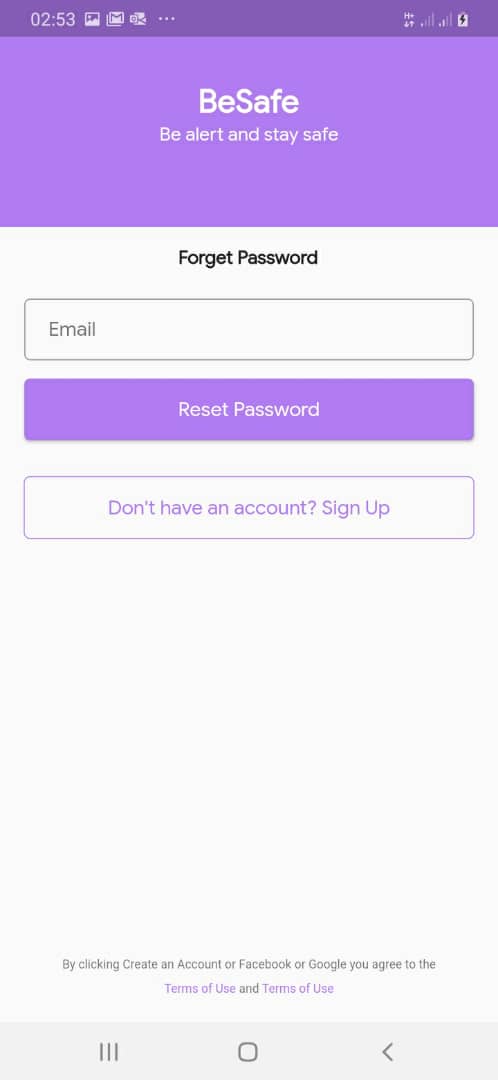 02:53
H+
BeSafe
Be alert and stay safe
Forget Password
Email
Reset Password
Don't have an account? Sign Up
By clicking Create an Account or Facebook or Google you agree to the
Terms of Use and Terms of Use